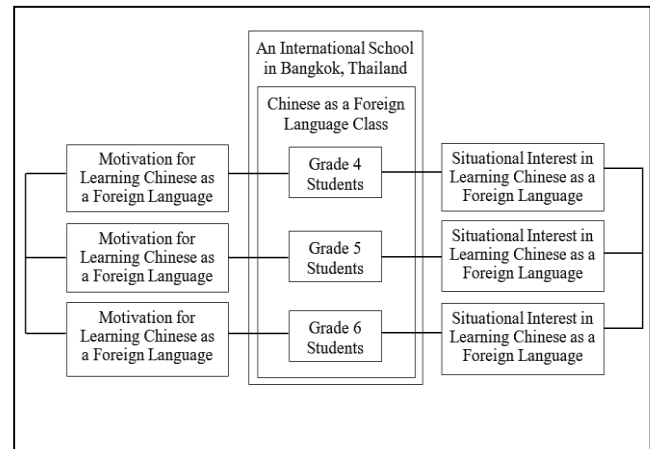 An International School
in Bangkok, Thailand
Chinese as a Foreign
Language Class
Motivation for
Learning Chinese as
a Foreign Language
Grade 4
Students
Situational Interest in
Learning Chinese as a
Foreign Language
Motivation for
Learning Chinese as
a Foreign Language
Grade 5
Students
Situational Interest in
Learning Chinese as a
Foreign Language
Motivation for
Learning Chinese as
a Foreign Language
Grade 6
Students
Situational Interest in
Learning Chinese as a
Foreign Language